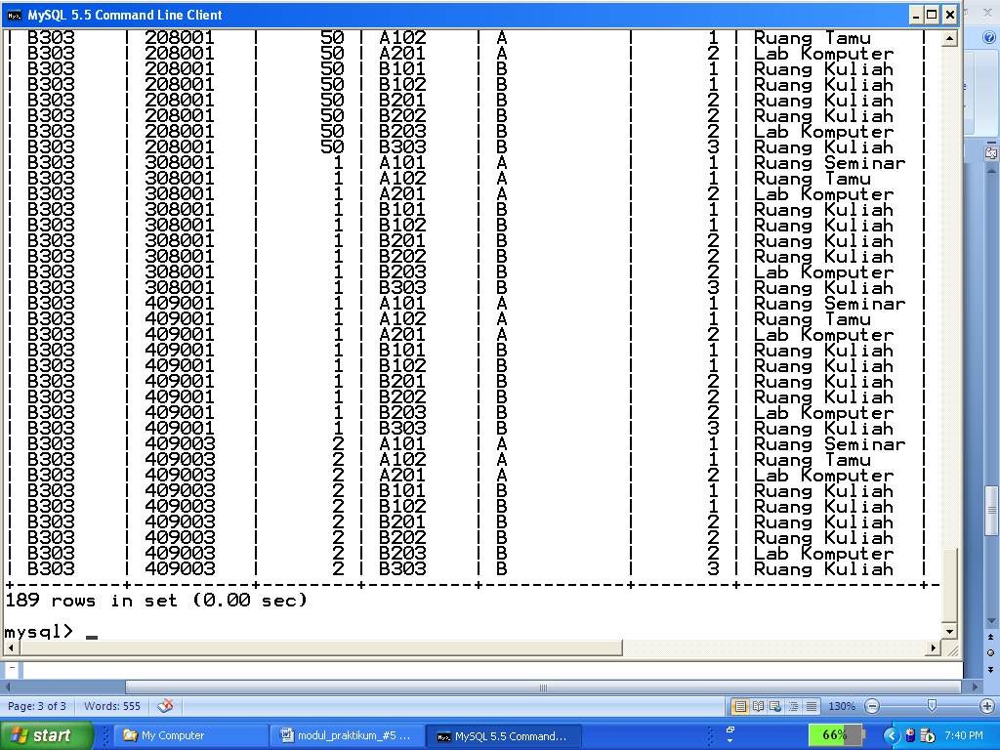 MySQL 5.5 Command Line Client
| B303 | 208001 | 50 | A102 | A | 1 | Ruang Tamu |
| B303 | 208001 | 50 | A201 | A | 2 | Lab Komputer |
| B303 | 208001 | 50 | B101 | B | 1 | Ruang Kuliah |
| B303 | 208001 | 50 | B102 | B | 1 | Ruang Kuliah |
| B303 | 208001 | 50 | B201 | B | 2 | Ruang Kuliah |
| B303 | 208001 | 50 | B202 | B | 2 | Ruang Kuliah |
| B303 | 208001 | 50 | B203 | B | 2 | Lab Komputer |
| B303 | 208001 | 50 | B303 | B | 3 | Ruang Kuliah |
| B303 | 308001 | 1 | A101 | A | 1 | Ruang Seminar |
| B303 | 308001 | 1 | A102 | A | 1 | Ruang Tamu |
| B303 | 308001 | 1 | A201 | A | 2 | Lab Komputer |
| B303 | 308001 | 1 | B101 | B | 1 | Ruang Kuliah |
| B303 | 308001 | 1 | B102 | B | 1 | Ruang Kuliah |
| B303 | 308001 | 1 | B201 | B | 2 | Ruang Kuliah |
| B303 | 308001 | 1 | B202 | B | 2 | Ruang Kuliah |
| B303 | 308001 | 1 | B203 | B | 2 | Lab Komputer |
| B303 | 308001 | 1 | B303 | B | 3 | Ruang Kuliah |
| B303 | 409001 | 1 | A101 | A | 1 | Ruang Seminar |
| B303 | 409001 | 1 | A102 | A | 1 | Ruang Tamu |
| B303 | 409001 | 1 | A201 | A | 2 | Lab Komputer |
| B303 | 409001 | 1 | B101 | B | 1 | Ruang Kuliah |
| B303 | 409001 | 1 | B102 | B | 1 | Ruang Kuliah |
| B303 | 409001 | 1 | B201 | B | 2 | Ruang Kuliah |
| B303 | 409001 | 1 | B202 | B | 2 | Ruang Kuliah |
| B303 | 409001 | 1 | B203 | B | 2 | Lab Komputer |
| B303 | 409001 | 1 | B303 | B | 3 | Ruang Kuliah |
| B303 | 409003 | 2 | A101 | A | 1 | Ruang Seminar |
| B303 | 409003 | 2 | A102 | A | 1 | Ruang Tamu |
| B303 | 409003 | 2 | A201 | A | 2 | Lab Komputer |
| B303 | 409003 | 2 | B101 | B | 1 | Ruang Kuliah |
| B303 | 409003 | 2 | B102 | B | 1 | Ruang Kuliah |
| B303 | 409003 | 2 | B201 | B | 2 | Ruang Kuliah |
| B303 | 409003 | 2 | B202 | B | 2 | Ruang Kuliah |
| B303 | 409003 | 2 | B203 | B | 2 | Lab Komputer |
| B303 | 409003 | 2 | B303 | B | 3 | Ruang Kuliah |
189 rows in set (0.00 sec)
mysql> _
Page: 3 of 3 Words: 555 130%
start My Computer modul_praktikum_#5 ... MySQL 5.5 Command... 66% 7:40 PM